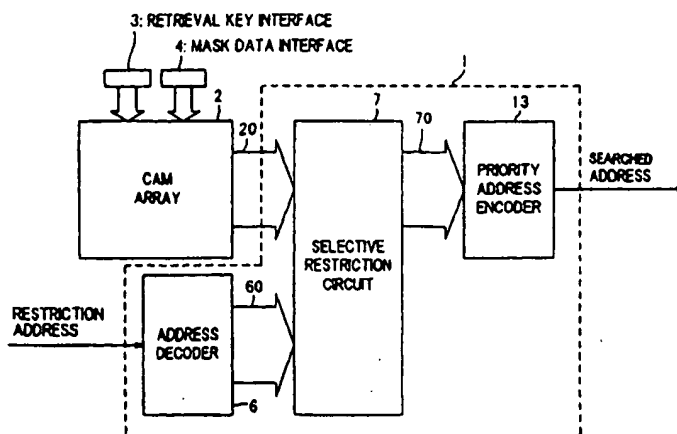 3: RETRIEVAL KEY INTERFACE
4: MASK DATA INTERFACE
1
2
7
13
20
70
CAM
ARRAY
PRIORITY
ADDRESS
ENCODER
SEARCHED
ADDRESS
SELECTIVE
RESTRICTION
CIRCUIT
RESTRICTION
ADDRESS
60
ADDRESS
DECODER
6